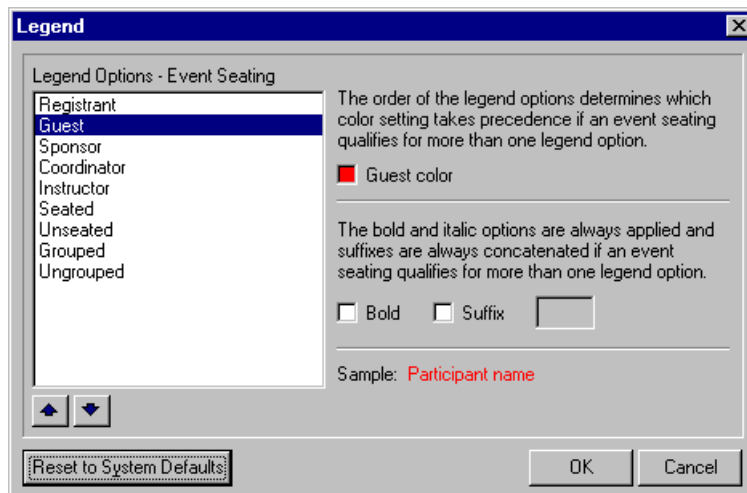 Legend
Legend Options - Event Seating
Registrant
Guest
Sponsor
Coordinator
Instructor
Seated
Unseated
Grouped
Ungrouped
The order of the legend options determines which
color setting takes precedence if an event seating
qualifies for more than one legend option.
Guest color
The bold and italic options are always applied and
suffixes are always concatenated if an event
seating qualifies for more than one legend option.
Bold Suffix
Sample: Participant name
Reset to System Defaults OK Cancel